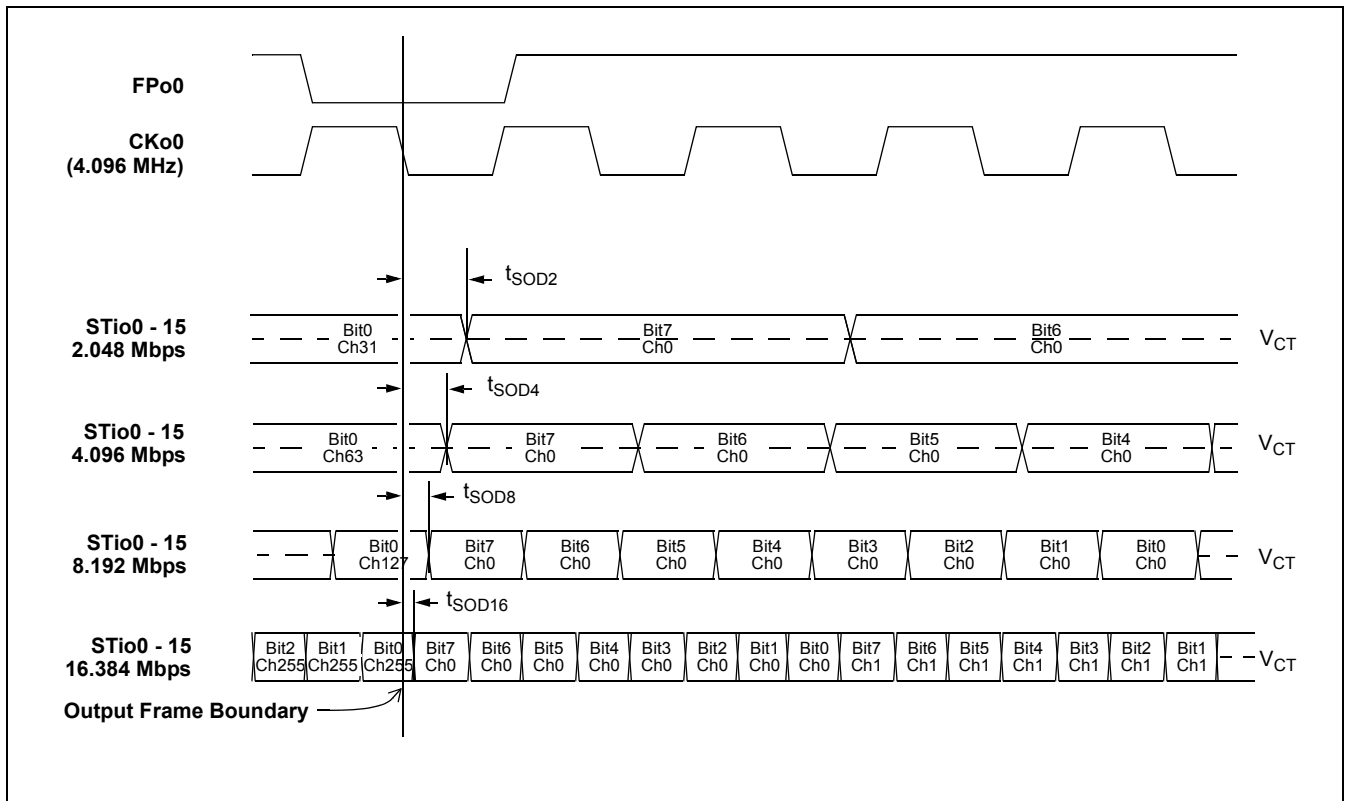 FPo0
CKo0
(4.096 MHz)
tSOD2
STio0 - 15
2.048 Mbps
Bit0
Ch31
Bit7
Ch0
Bit6
Ch0
VCT
tSOD4
STio0 - 15
4.096 Mbps
Bit0
Ch63
Bit7
Ch0
Bit6
Ch0
Bit5
Ch0
Bit4
Ch0
VCT
tSOD8
STio0 - 15
8.192 Mbps
Bit0
Ch127
Bit7
Ch0
Bit6
Ch0
Bit5
Ch0
Bit4
Ch0
Bit3
Ch0
Bit2
Ch0
Bit1
Ch0
Bit0
Ch0
VCT
tSOD16
STio0 - 15
16.384 Mbps
Bit2
Ch255
Bit1
Ch255
Bit0
Ch255
Bit7
Ch0
Bit6
Ch0
Bit5
Ch0
Bit4
Ch0
Bit3
Ch0
Bit2
Ch0
Bit1
Ch0
Bit0
Ch0
Bit7
Ch1
Bit6
Ch1
Bit5
Ch1
Bit4
Ch1
Bit3
Ch1
Bit2
Ch1
Bit1
Ch1
VCT
Output Frame Boundary